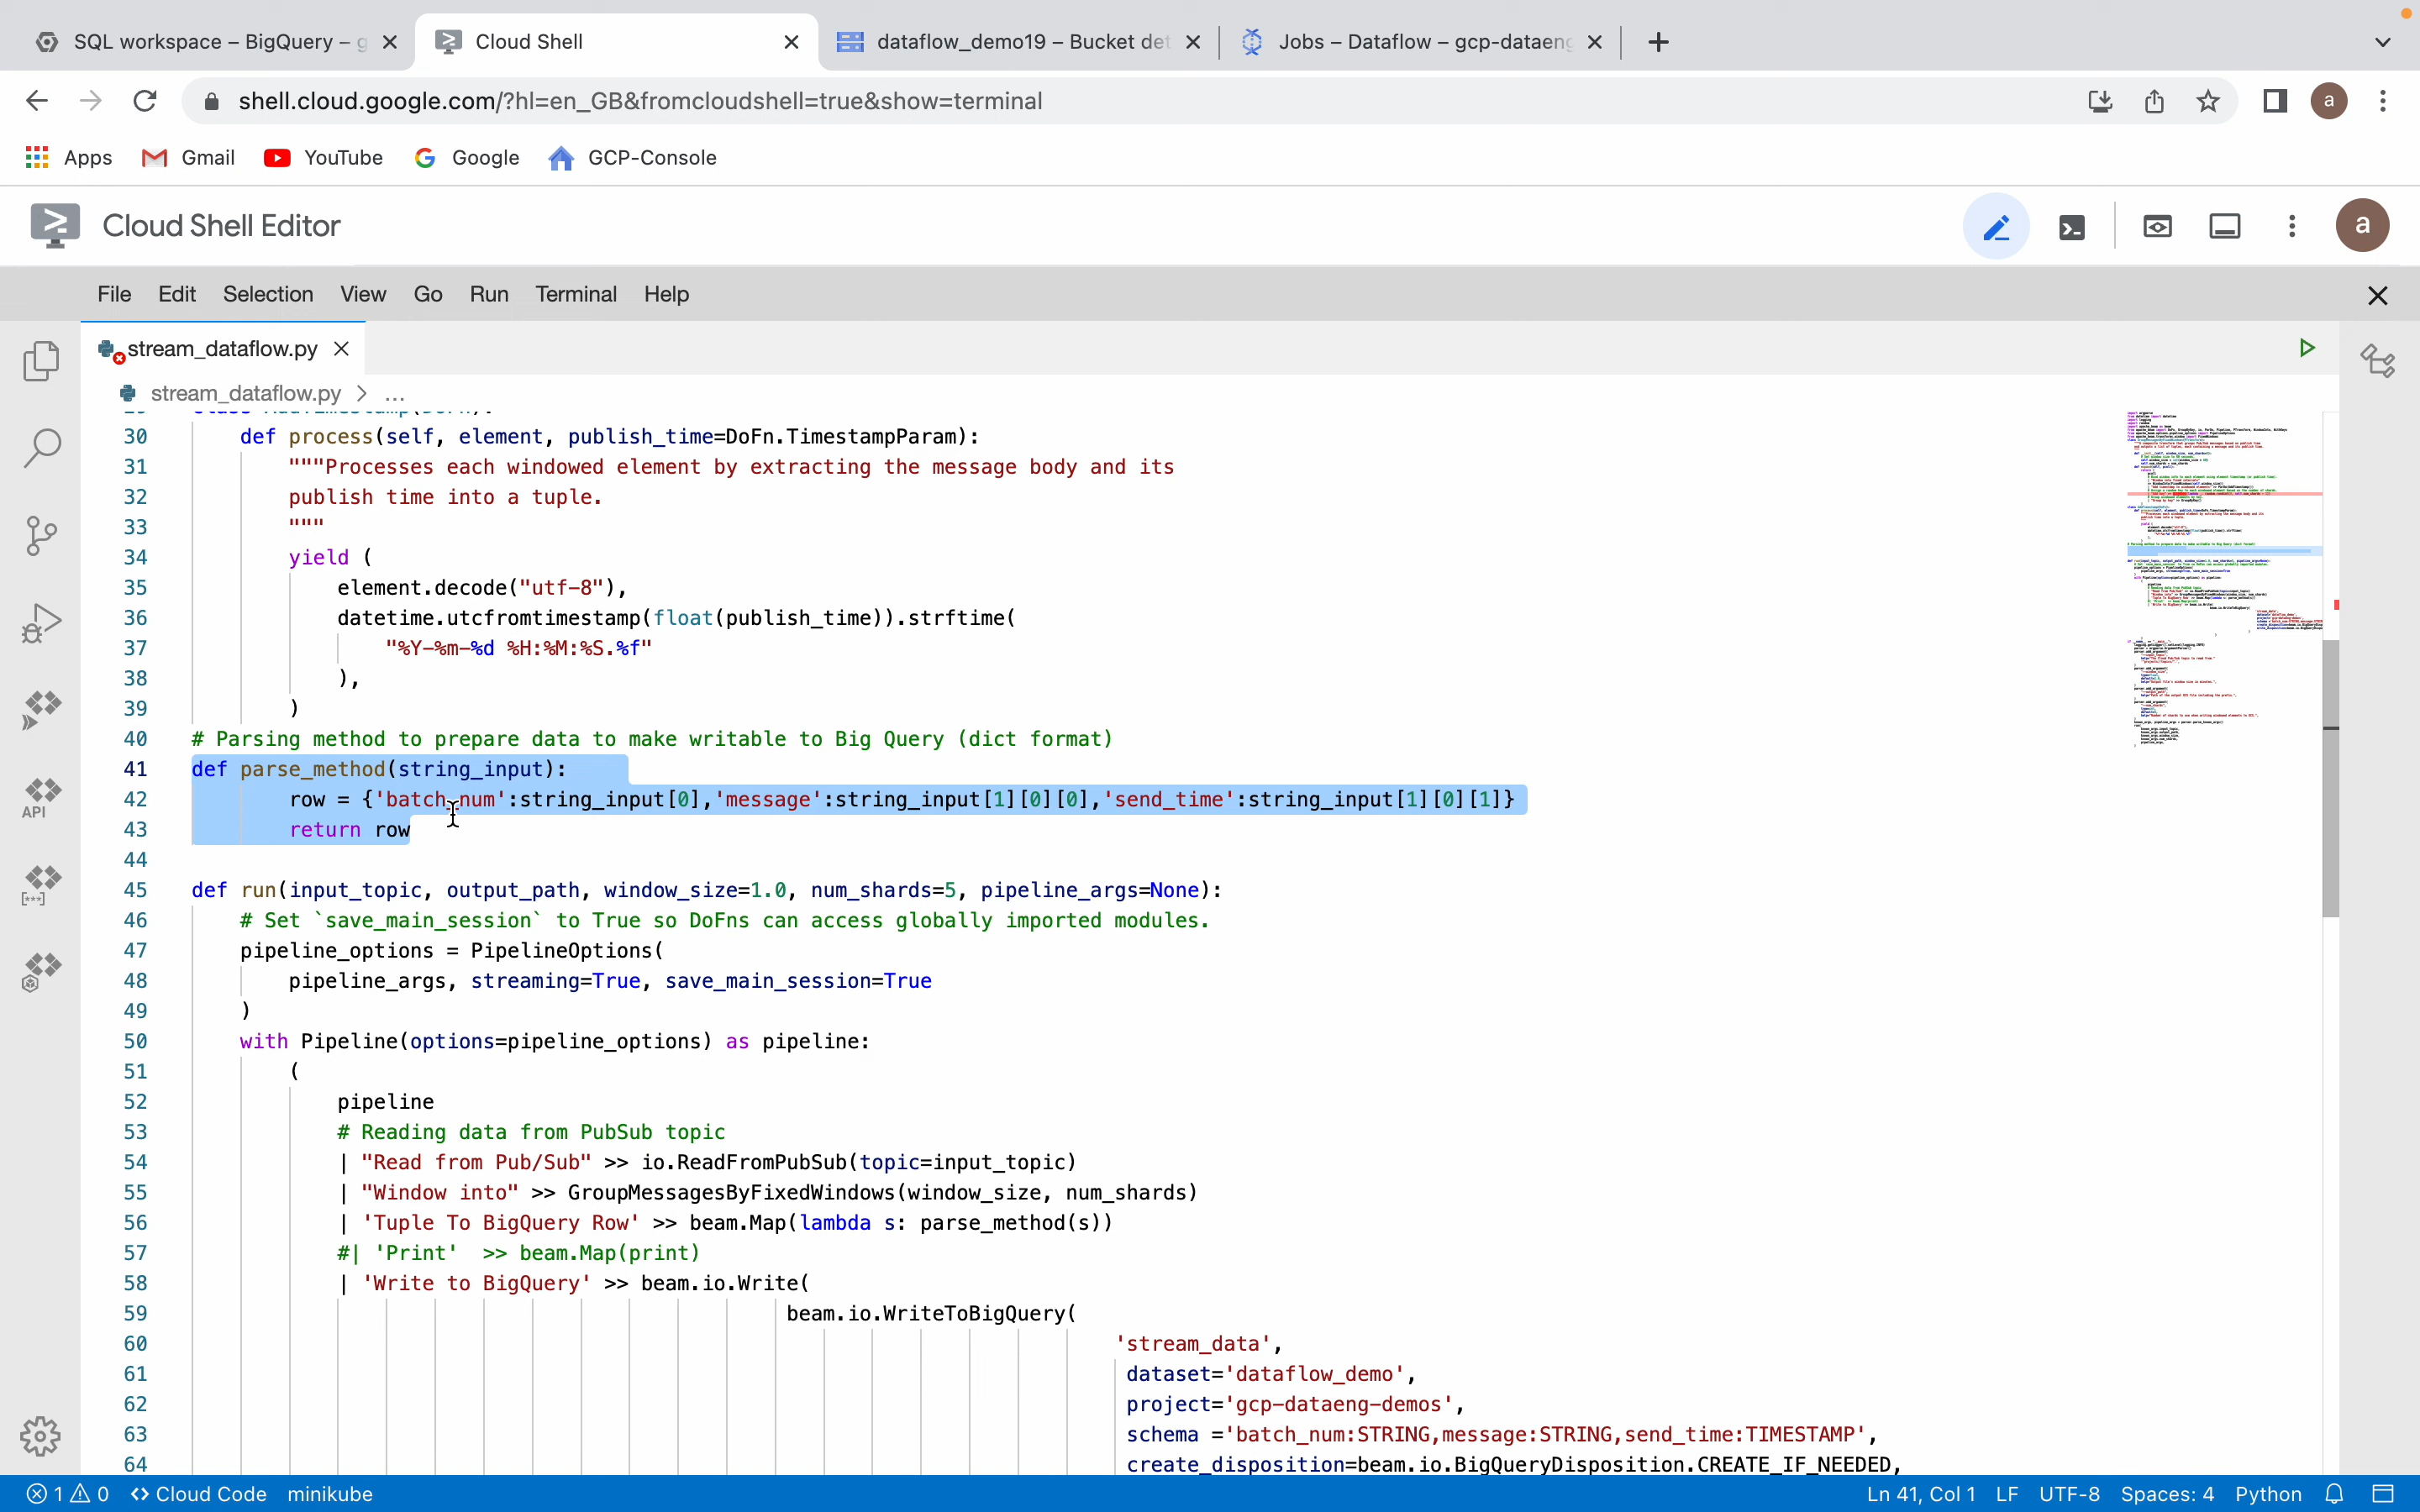 SQL workspace – BigQuery – g
Cloud Shell
dataflow_demo19 – Bucket det
Jobs – Dataflow – gcp-dataeng
shell.cloud.google.com/?hl=en_GB&fromcloudshell=true&show=terminal
a
Apps
Gmail
YouTube
Google
GCP-Console
Cloud Shell Editor
a
File Edit Selection View Go Run Terminal Help
stream_dataflow.py
stream_dataflow.py > ...
30 def process(self, element, publish_time=DoFn.TimestampParam):
31 """Processes each windowed element by extracting the message body and its
32 publish time into a tuple.
33 """
34 yield (
35 element.decode("utf-8"),
36 datetime.utcfromtimestamp(float(publish_time)).strftime(
37 "%Y-%m-%d %H:%M:%S.%f"
38 ),
39 )
40 # Parsing method to prepare data to make writable to Big Query (dict format)
41 def parse_method(string_input):
42 row = {'batch_num':string_input[0],'message':string_input[1][0][0],'send_time':string_input[1][0][1]}
43 return row
44
45 def run(input_topic, output_path, window_size=1.0, num_shards=5, pipeline_args=None):
46 # Set `save_main_session` to True so DoFns can access globally imported modules.
47 pipeline_options = PipelineOptions(
48 pipeline_args, streaming=True, save_main_session=True
49 )
50 with Pipeline(options=pipeline_options) as pipeline:
51 (
52 pipeline
53 # Reading data from PubSub topic
54 | "Read from Pub/Sub" >> io.ReadFromPubSub(topic=input_topic)
55 | "Window into" >> GroupMessagesByFixedWindows(window_size, num_shards)
56 | 'Tuple To BigQuery Row' >> beam.Map(lambda s: parse_method(s))
57 #| 'Print' >> beam.Map(print)
58 | 'Write to BigQuery' >> beam.io.Write(
59 beam.io.WriteToBigQuery(
60 'stream_data',
61 dataset='dataflow_demo',
62 project='gcp-dataeng-demos',
63 schema ='batch_num:STRING,message:STRING,send_time:TIMESTAMP',
64 create_disposition=beam.io.BigQueryDisposition.CREATE_IF_NEEDED,
API
[***]
1 0 Cloud Code minikube
Ln 41, Col 1 LF UTF-8 Spaces: 4 Python